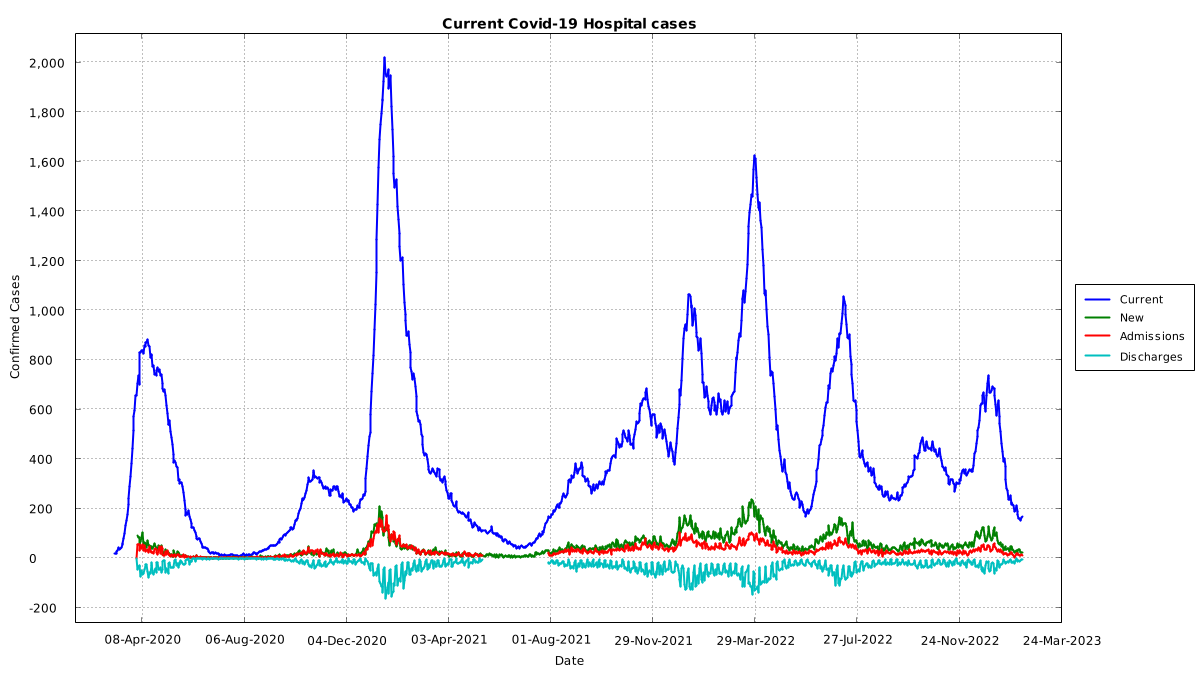 Current Covid-19 Hospital cases
Confirmed Cases
2,000
1,800
1,600
1,400
1,200
1,000
800
600
400
200
0
-200
08-Apr-2020 06-Aug-2020 04-Dec-2020 03-Apr-2021 01-Aug-2021 29-Nov-2021 29-Mar-2022 27-Jul-2022 24-Nov-2022 24-Mar-2023
Date
Current
New
Admissions
Discharges